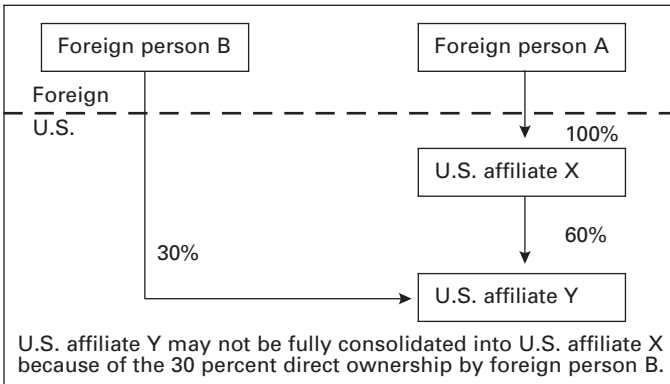 Foreign person B
Foreign person A
Foreign
U.S.
100%
U.S. affiliate X
30%
60%
U.S. affiliate Y
U.S. affiliate Y may not be fully consolidated into U.S. affiliate X
because of the 30 percent direct ownership by foreign person B.